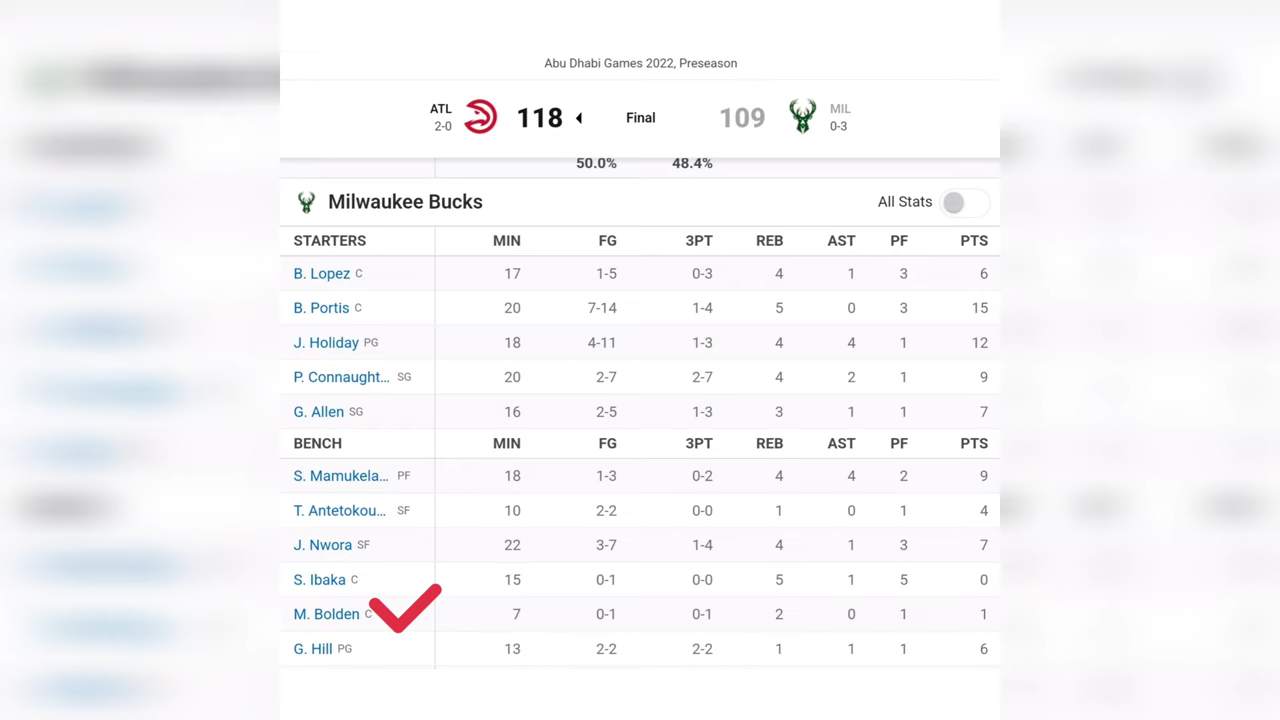 Abu Dhabi Games 2022, Preseason
ATL 118 Final 109 MIL
2-0 0-3
50.0% 48.4%
Milwaukee Bucks All Stats
STARTERS MIN FG 3PT REB AST PF PTS
B. Lopez C 17 1-5 0-3 4 1 3 6
B. Portis C 20 7-14 1-4 5 0 3 15
J. Holiday PG 18 4-11 1-3 4 4 1 12
P. Connaught... SG 20 2-7 2-7 4 2 1 9
G. Allen SG 16 2-5 1-3 3 1 1 7
BENCH MIN FG 3PT REB AST PF PTS
S. Mamukela... PF 18 1-3 0-2 4 4 2 9
T. Antetokou... SF 10 2-2 0-0 1 0 1 4
J. Nwora SF 22 3-7 1-4 4 1 3 7
S. Ibaka C 15 0-1 0-0 5 1 5 0
M. Bolden C 7 0-1 0-1 2 0 1 1
G. Hill PG 13 2-2 2-2 1 1 1 6